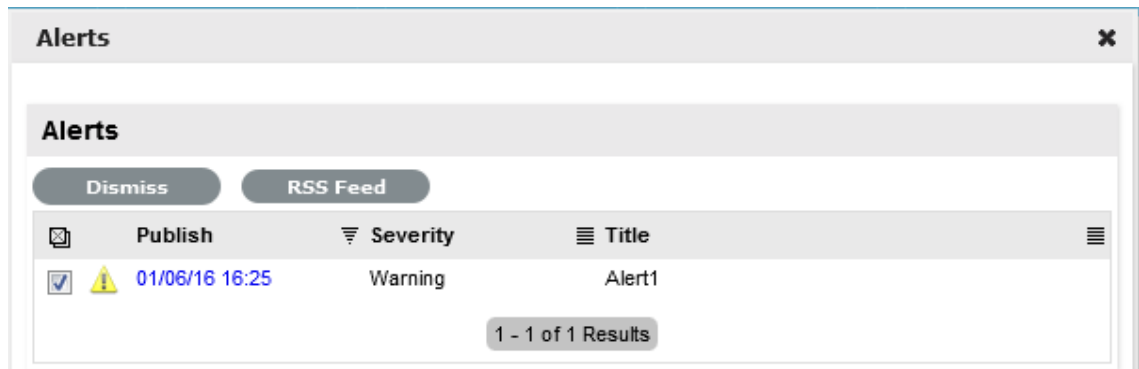 Alerts
Alerts
Dismiss RSS Feed
Publish Severity Title
01/06/16 16:25 Warning Alert1
1 - 1 of 1 Results